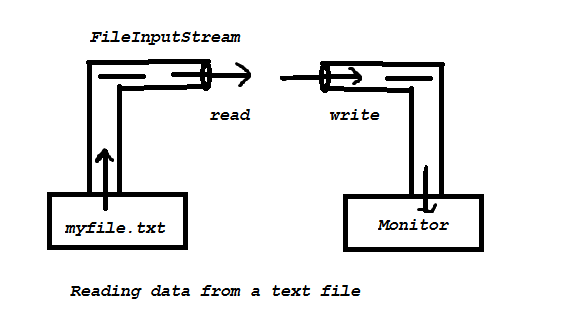 FileInputStream
read
write
myfile.txt
Monitor
Reading data from a text file